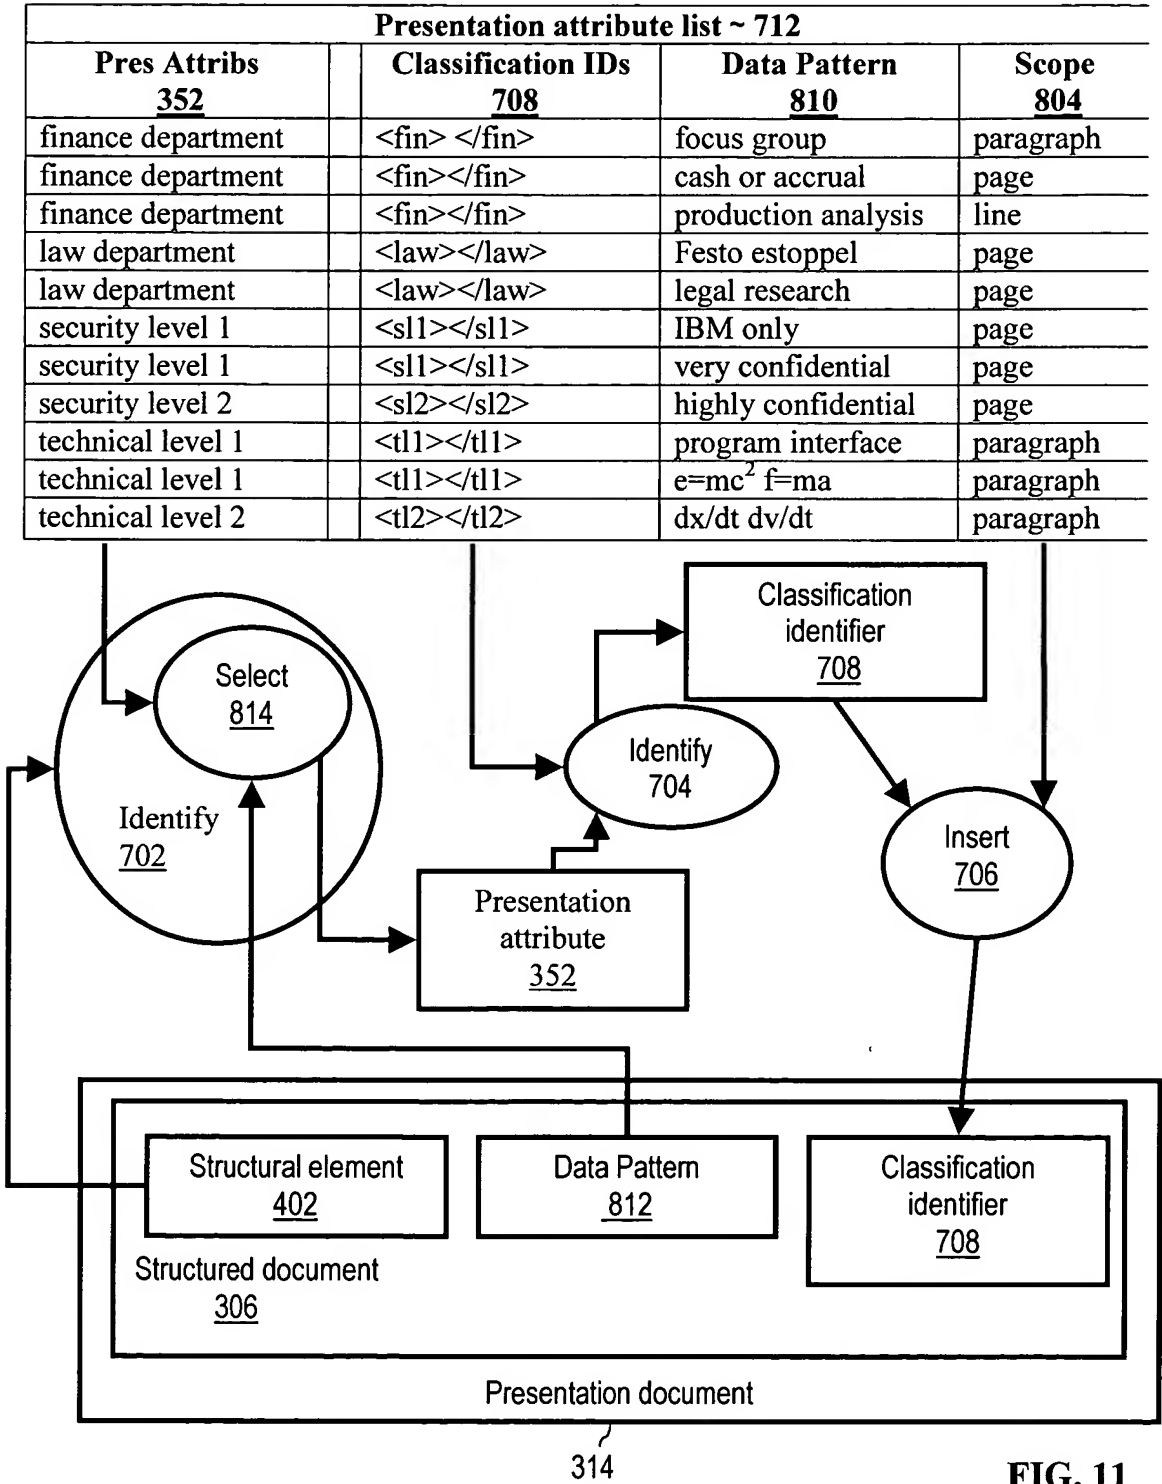 Presentation attribute list ~ 712
Pres Attribs Classification IDs Data Pattern Scope
352 708 810 804
finance department <fin> </fin> focus group paragraph
finance department <fin></fin> cash or accrual page
finance department <fin></fin> production analysis line
law department <law></law> Festo estoppel page
law department <law></law> legal research page
security level 1 <sl1></sl1> IBM only page
security level 1 <sl1></sl1> very confidential page
security level 2 <sl2></sl2> highly confidential page
technical level 1 <tl1></tl1> program interface paragraph
technical level 1 <tl1></tl1> e=mc² f=ma paragraph
technical level 2 <tl2></tl2> dx/dt dv/dt paragraph
Classification
identifier
708
Select
814
Identify
704
Identify
702
Insert
706
Presentation
attribute
352
Structural element
402
Data Pattern
812
Classification
identifier
708
Structured document
306
Presentation document
314
FIG. 11